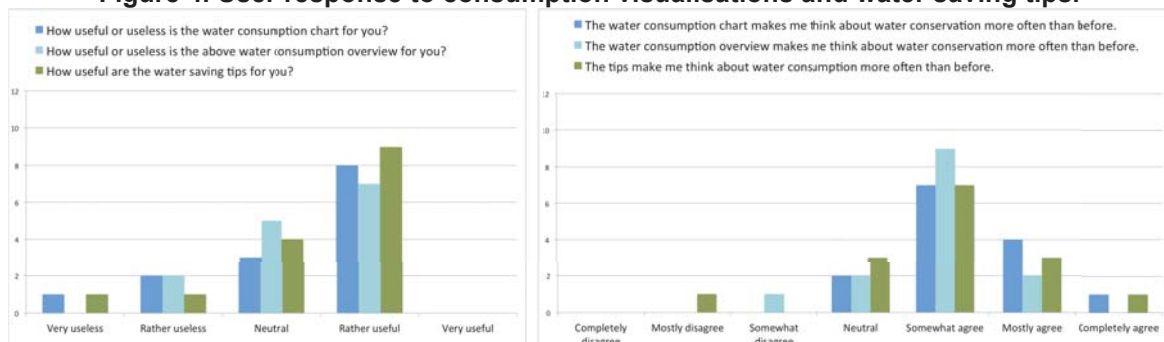 Figure 4. User response to consumption visualisations and water saving tips.
How useful or useless is the water consumption chart for you?
How useful or useless is the above water consumption overview for you?
How useful are the water saving tips for you?
12
10
8
6
4
2
0
Very useless
Rather useless
Neutral
Rather useful
Very useful
The water consumption chart makes me think about water conservation more often than before.
The water consumption overview makes me think about water conservation more often than before.
The tips make me think about water consumption more often than before.
12
10
8
6
4
2
0
Completely
disagree
Mostly disagree
Somewhat
disagree
Neutral
Somewhat agree
Mostly agree
Completely agree